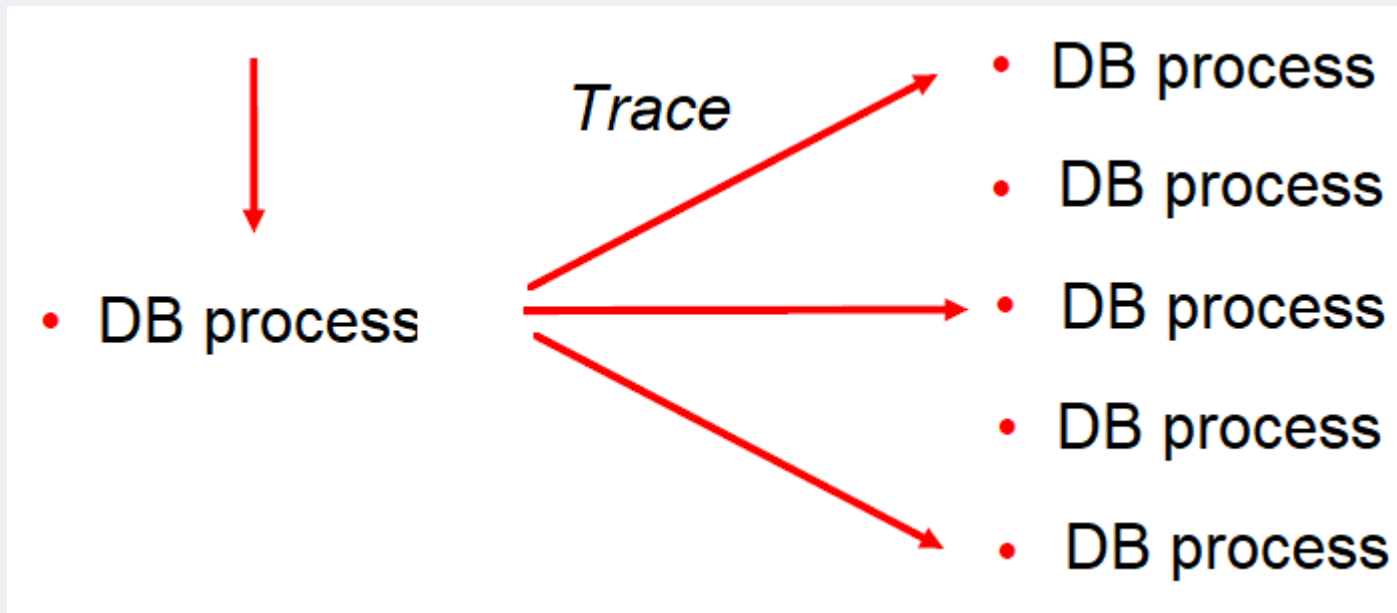 Trace
• DB process
• DB process
• DB process
• DB process
• DB process
• DB process